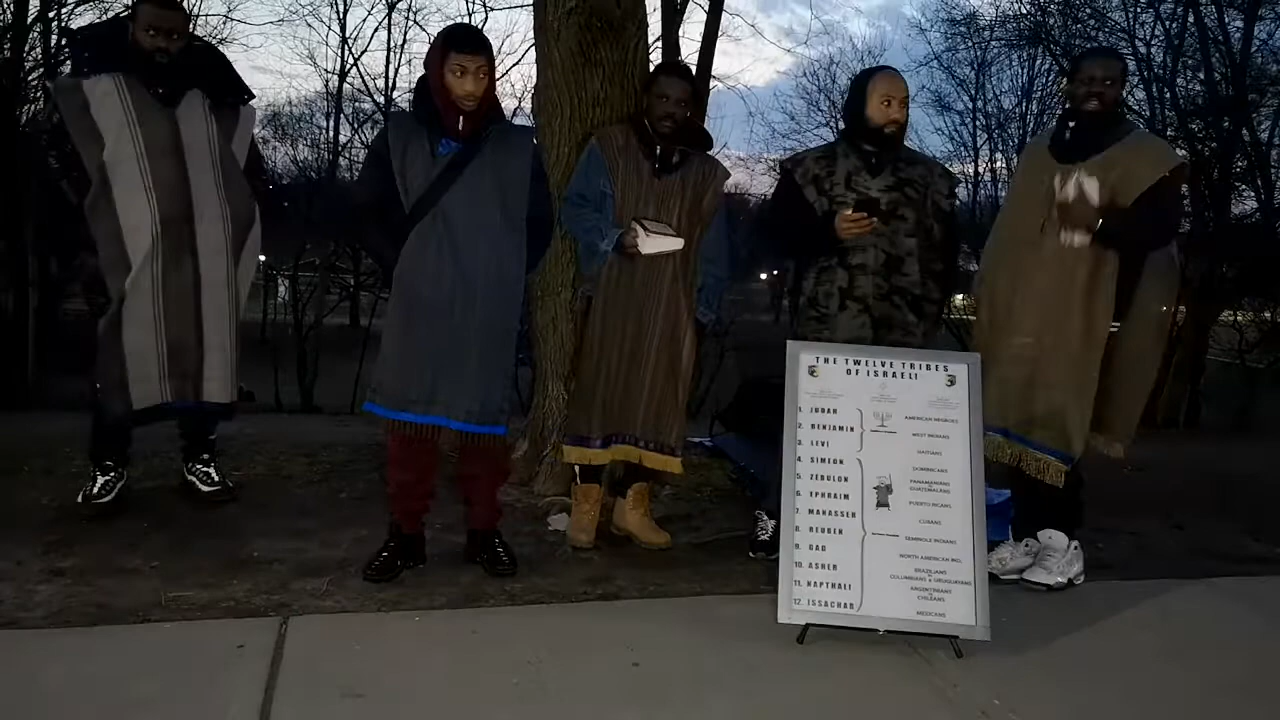 THE TWELVE TRIBES
OF ISRAEL!
1. JUDAH
AMERICAN NEGROES
2. BENJAMIN
WEST INDIANS
3. LEVI
HAITIANS
4. SIMEON
DOMINICANS
5. ZEBULON
PANAMANIANS
GUATEMALANS
6. EPHRAIM
PUERTO RICANS
7. MANASSEH
CUBANS
8. REUBEN
SEMINOLE INDIANS
9. GAD
NORTH AMERICAN IND.
10. ASHER
BRAZILIANS
COLUMBIANS & URUGUAYANS
11. NAPTHALI
ARGENTINIANS
CHILEANS
12. ISSACHAR
MEXICANS